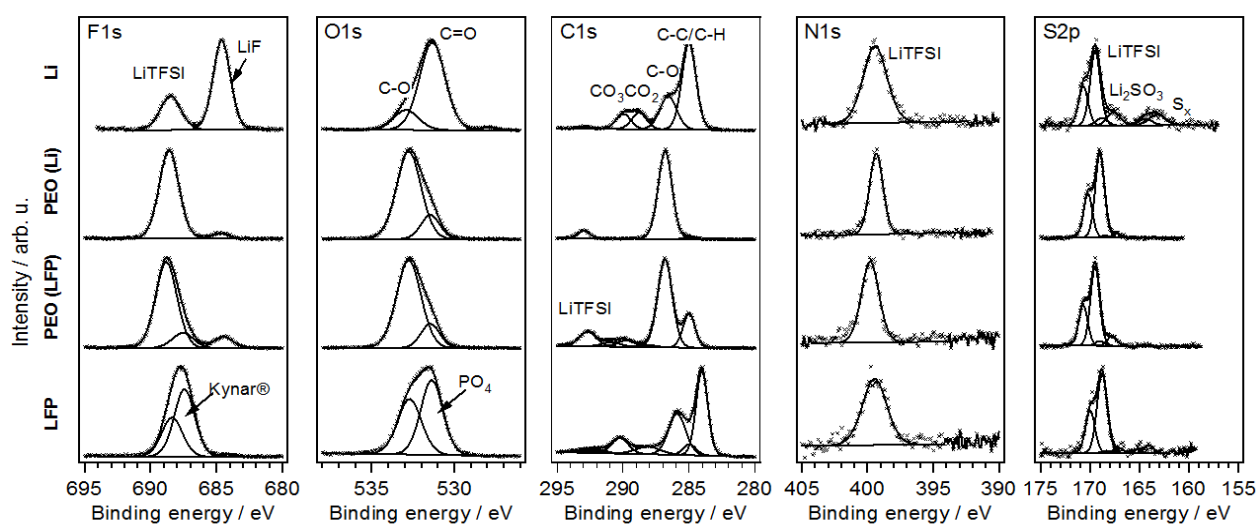 F1s
LiF
LiTFSI
O1s
C=O
C-O
C1s
C-C/C-H
C-O
CO3CO2
N1s
LiTFSI
S2p
LiTFSI
Li2SO3
Sx
Li
PEO (Li)
PEO (LFP)
LFP
LiTFSI
Kynar®
PO4
Intensity / arb. u.
695 690 685 680
535 530
295 290 285 280
405 400 395 390
175 170 165 160 155
Binding energy / eV
Binding energy / eV
Binding energy / eV
Binding energy / eV
Binding energy / eV